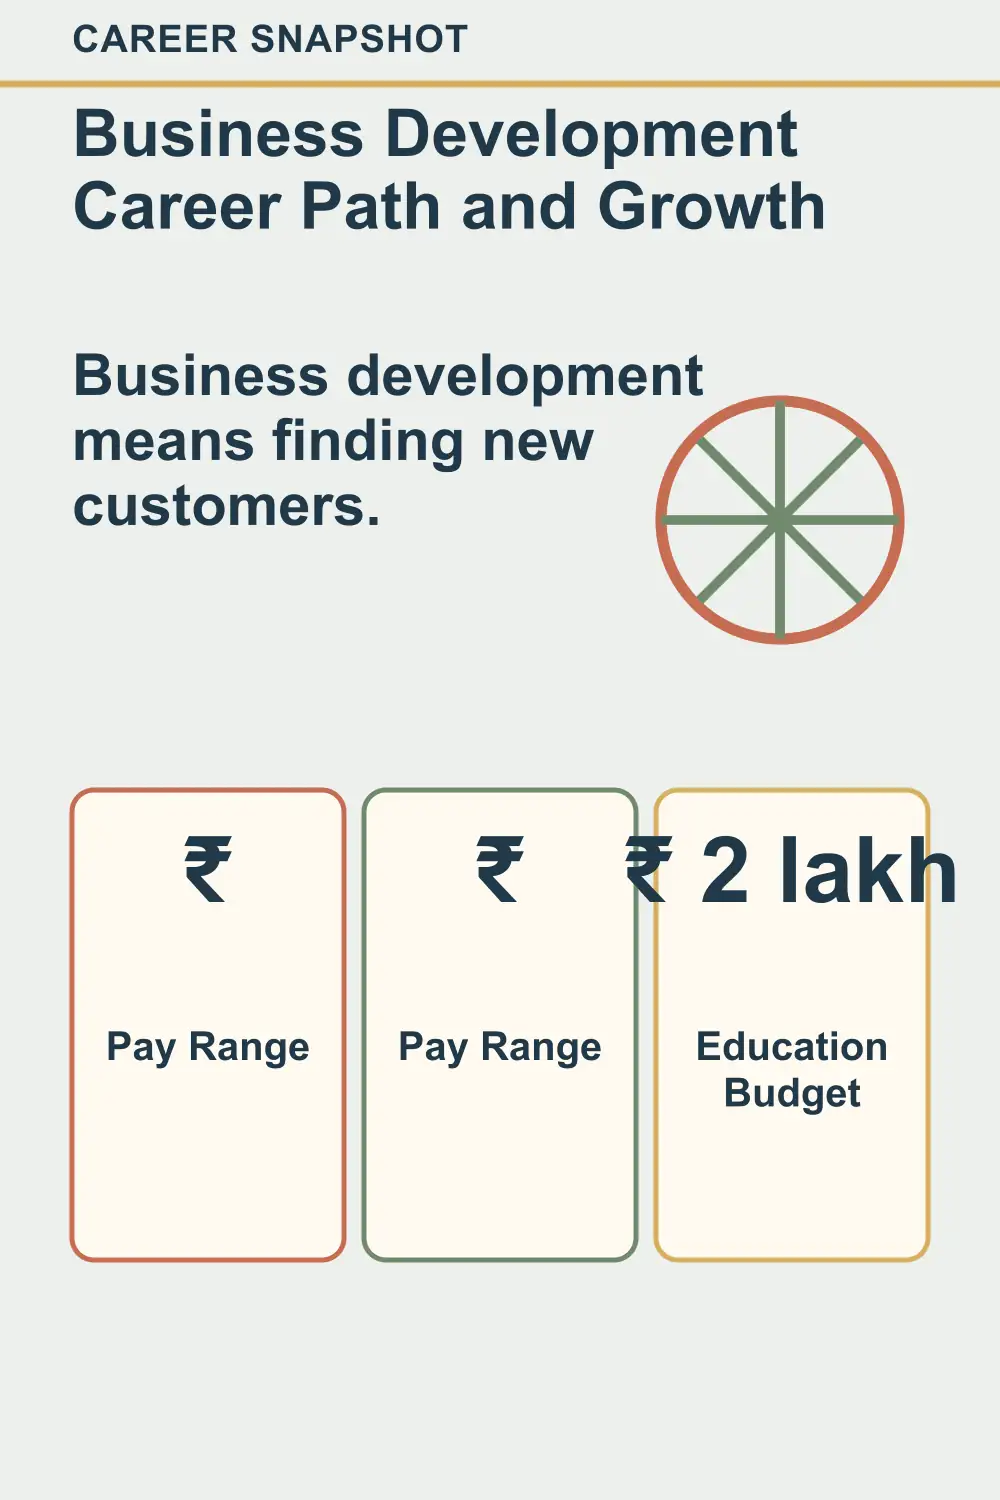 CAREER SNAPSHOT
Business Development
Career Path and Growth
Business development
means finding new
customers.
₹
Pay Range
₹
Pay Range
₹ 2 lakh
Education
Budget